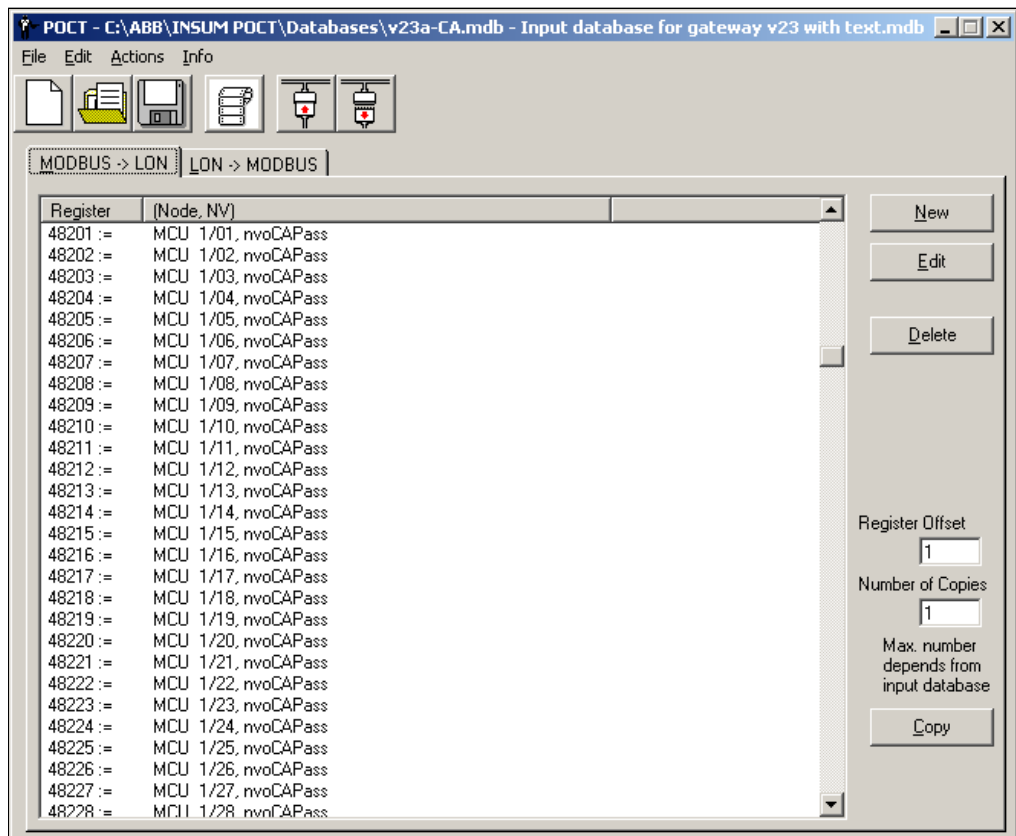 POCT - C:\ABB\INSUM POCT\Databases\v23a-CA.mdb - Input database for gateway v23 with text.mdb
File Edit Actions Info
MODBUS -> LON LON -> MODBUS
Register (Node, NV)
48201 := MCU 1/01, nvoCAPass
48202 := MCU 1/02, nvoCAPass
48203 := MCU 1/03, nvoCAPass
48204 := MCU 1/04, nvoCAPass
48205 := MCU 1/05, nvoCAPass
48206 := MCU 1/06, nvoCAPass
48207 := MCU 1/07, nvoCAPass
48208 := MCU 1/08, nvoCAPass
48209 := MCU 1/09, nvoCAPass
48210 := MCU 1/10, nvoCAPass
48211 := MCU 1/11, nvoCAPass
48212 := MCU 1/12, nvoCAPass
48213 := MCU 1/13, nvoCAPass
48214 := MCU 1/14, nvoCAPass
48215 := MCU 1/15, nvoCAPass
48216 := MCU 1/16, nvoCAPass
48217 := MCU 1/17, nvoCAPass
48218 := MCU 1/18, nvoCAPass
48219 := MCU 1/19, nvoCAPass
48220 := MCU 1/20, nvoCAPass
48221 := MCU 1/21, nvoCAPass
48222 := MCU 1/22, nvoCAPass
48223 := MCU 1/23, nvoCAPass
48224 := MCU 1/24, nvoCAPass
48225 := MCU 1/25, nvoCAPass
48226 := MCU 1/26, nvoCAPass
48227 := MCU 1/27, nvoCAPass
48228 := MCU 1/28, nvoCAPass
New
Edit
Delete
Register Offset
1
Number of Copies
1
Max. number
depends from
input database
Copy